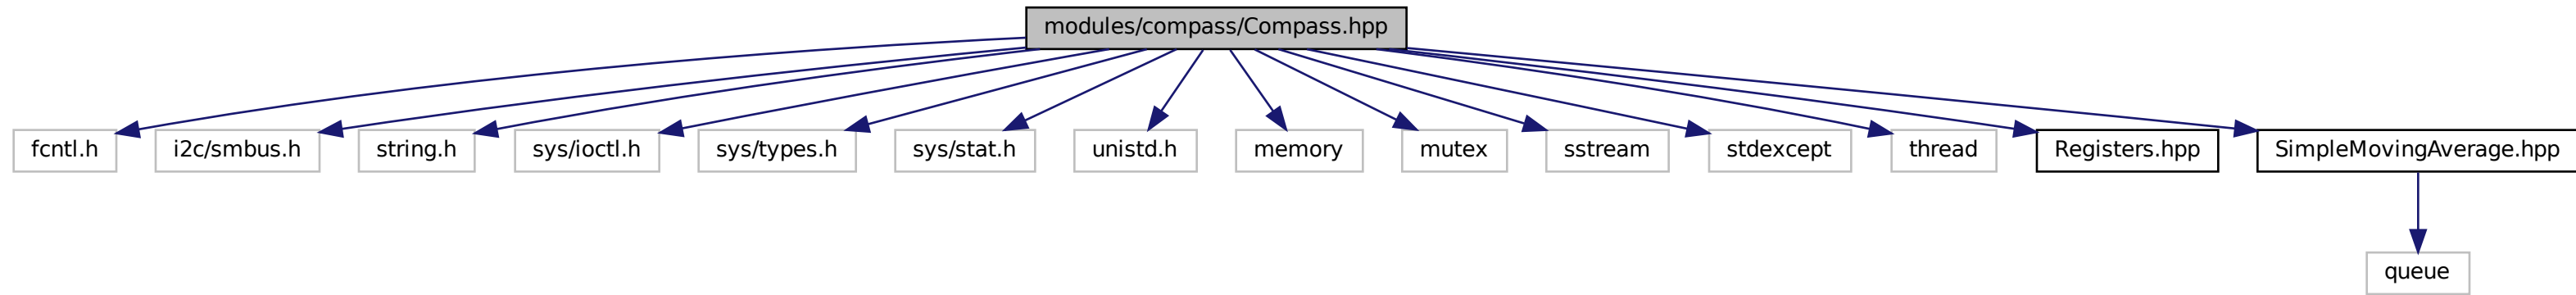 modules/compass/Compass.hpp
fcntl.h
i2c/smbus.h
string.h
sys/ioctl.h
sys/types.h
sys/stat.h
unistd.h
memory
mutex
sstream
stdexcept
thread
Registers.hpp
SimpleMovingAverage.hpp
queue